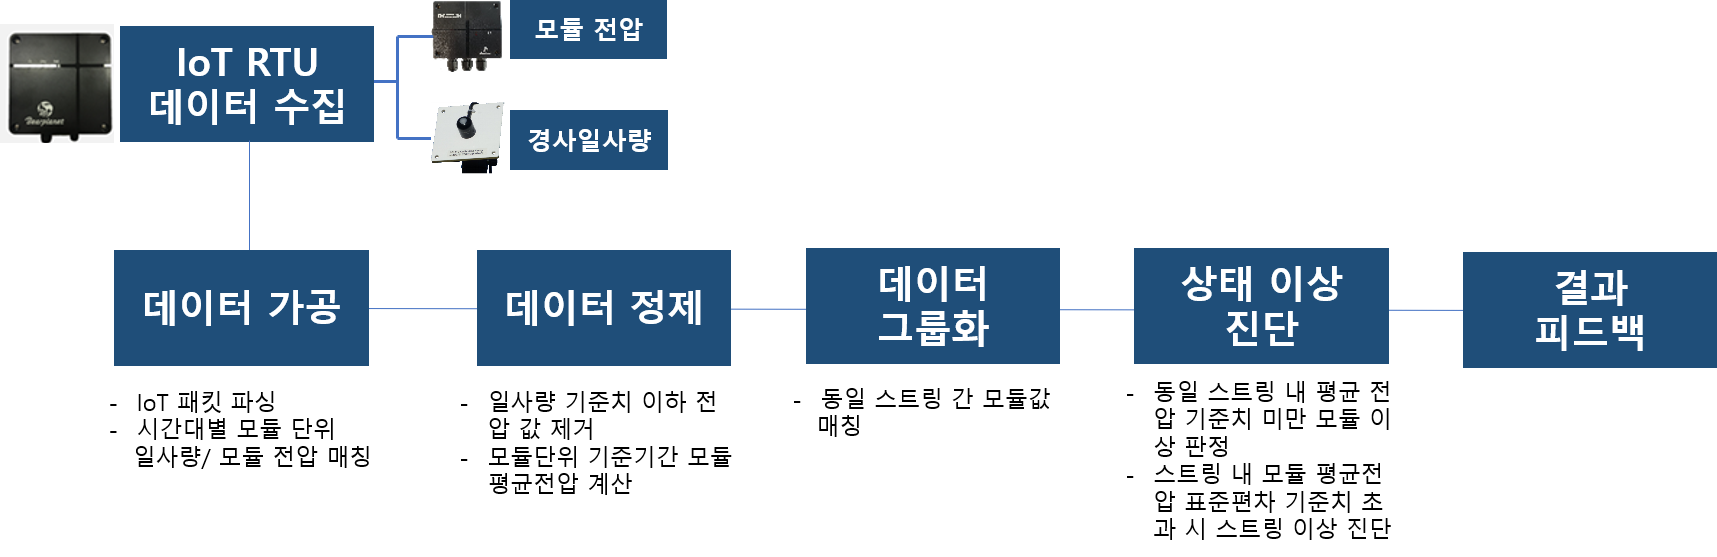 IoT RTU
데이터 수집
모듈 전압
경사일사량
Dearplanet
데이터 가공
- IoT 패킷 파싱
- 시간대별 모듈 단위
일사량/ 모듈 전압 매칭
데이터 정제
- 일사량 기준치 이하 전
압 값 제거
- 모듈단위 기준기간 모듈
평균전압 계산
데이터
그룹화
- 동일 스트링 간 모듈값
매칭
상태 이상
진단
- 동일 스트링 내 평균 전
압 기준치 미만 모듈 이
상 판정
- 스트링 내 모듈 평균전
압 표준편차 기준치 초
과 시 스트링 이상 진단
결과
피드백